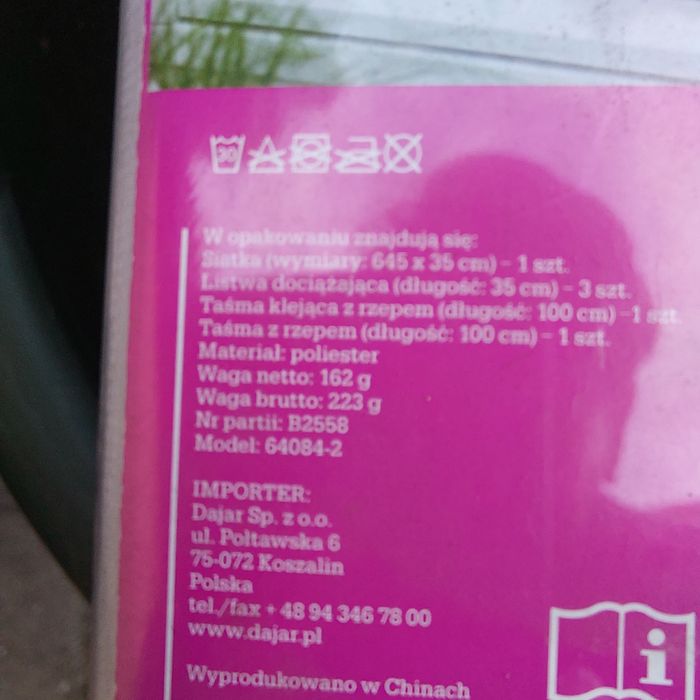 30
W opakowaniu znajdują się:
Siatka (wymiary: 645 x 35 cm) - 1 szt.
Listwa dociążająca (długość: 35 cm) - 3 szt.
Taśma klejąca z rzepem (długość: 100 cm) -1 szt.
Taśma z rzepem (długość: 100 cm) - 1 szt.
Materiał: poliester
Waga netto: 162 g
Waga brutto: 223 g
Nr partii: B2558
Model: 64084-2
IMPORTER:
Dajar Sp. z o.o.
ul. Połtawska 6
75-072 Koszalin
Polska
tel./fax + 48 94 346 78 00
www.dajar.pl
Wyprodukowano w Chinach
i